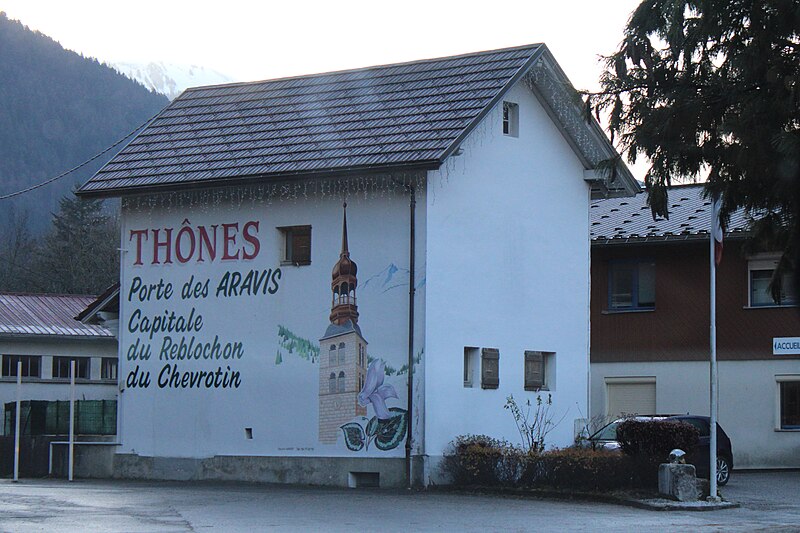 THÔNES
Porte des ARAVIS
Capitale
du Reblochon
du Chevrotin
ACCUEIL